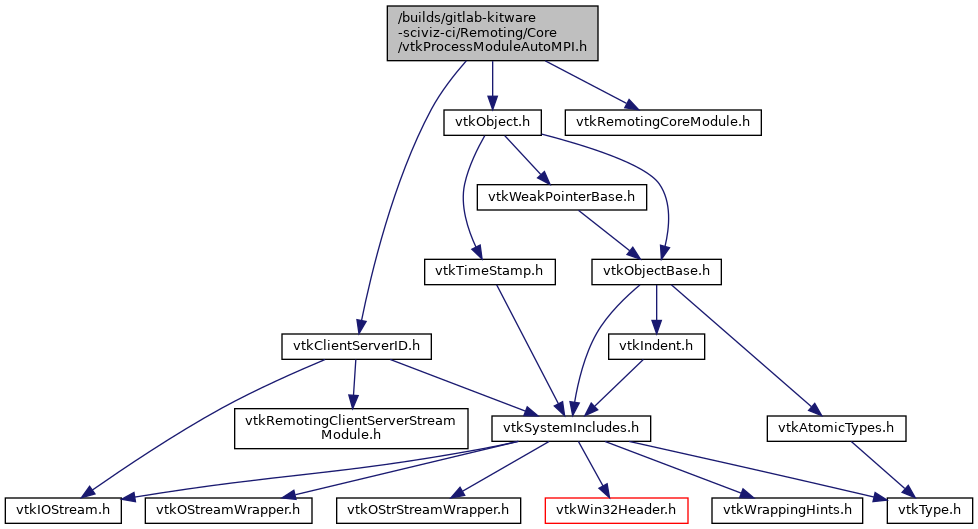 /builds/gitlab-kitware
-sciviz-ci/Remoting/Core
/vtkProcessModuleAutoMPI.h
vtkObject.h
vtkRemotingCoreModule.h
vtkWeakPointerBase.h
vtkTimeStamp.h
vtkObjectBase.h
vtkClientServerID.h
vtkIndent.h
vtkRemotingClientServerStream
Module.h
vtkSystemIncludes.h
vtkAtomicTypes.h
vtkIOStream.h
vtkOStreamWrapper.h
vtkOStrStreamWrapper.h
vtkWin32Header.h
vtkWrappingHints.h
vtkType.h